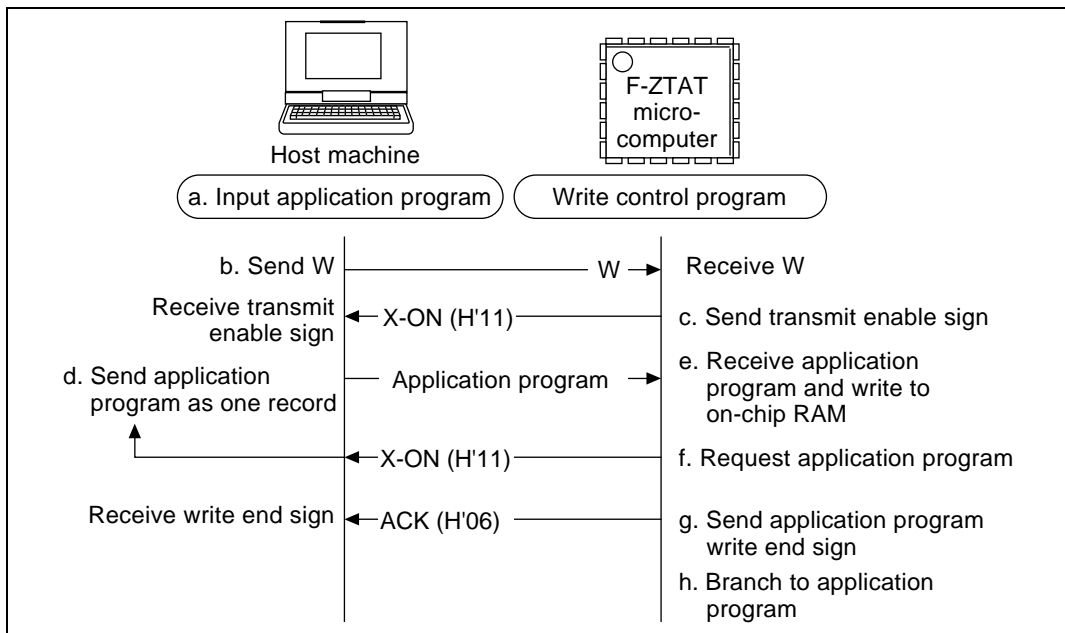 F-ZTAT
micro-
computer
Host machine
a. Input application program
Write control program
b. Send W
W
Receive W
Receive transmit
enable sign
X-ON (H'11)
c. Send transmit enable sign
d. Send application
program as one record
Application program
e. Receive application
program and write to
on-chip RAM
X-ON (H'11)
f. Request application program
Receive write end sign
ACK (H'06)
g. Send application program
write end sign
h. Branch to application
program